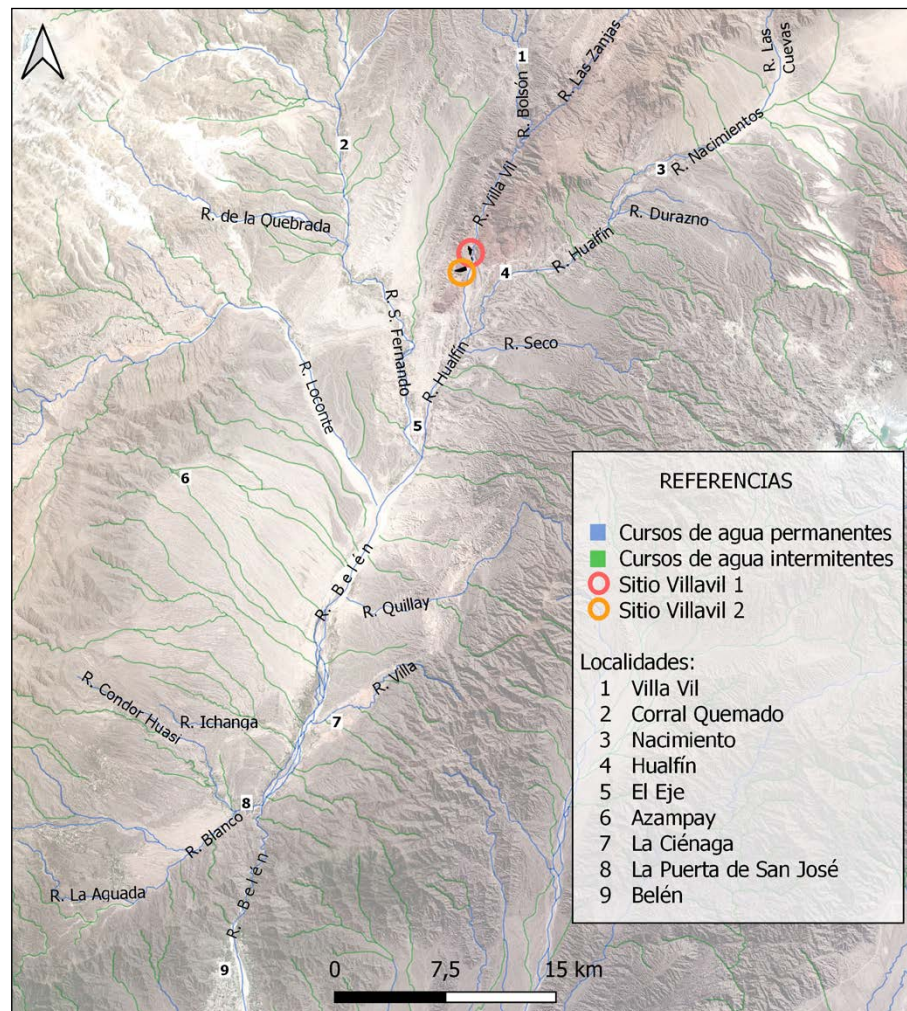 1
R. Bolsón
R. Las Zanjas
R. Las
Cuevas
2
R. Nacimientos
3
R. Villa Vil
R. de la Quebrada
R. Durazno
R. Hualfín
4
R. S. Fernando
R. Hualfín
R. Seco
R. Loconte
5
6
R. Belén
R. Quillay
R. Villa
R. Condor Huasi
R. Ichanga
7
8
R. Blanco
R. La Aguada
R. Belén
9
REFERENCIAS
Cursos de agua permanentes
Cursos de agua intermitentes
Sitio Villavil 1
Sitio Villavil 2
Localidades:
1 Villa Vil
2 Corral Quemado
3 Nacimiento
4 Hualfín
5 El Eje
6 Azampay
7 La Ciénaga
8 La Puerta de San José
9 Belén
0 7,5 15 km